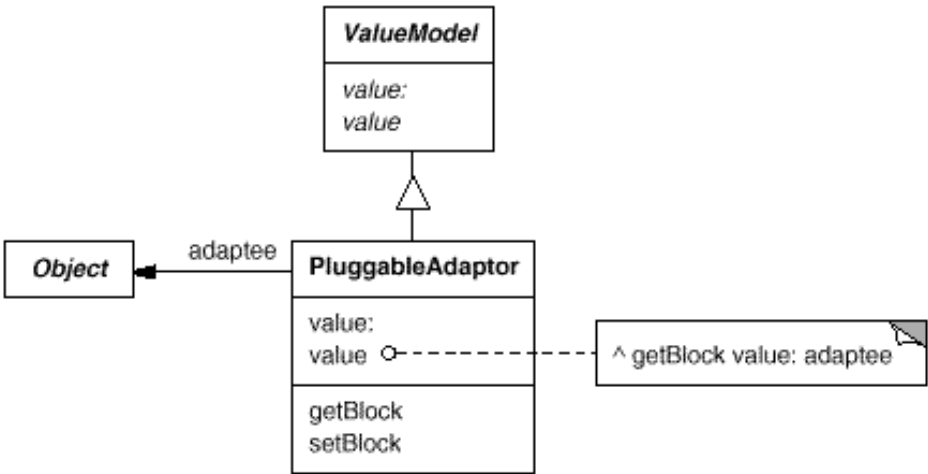 ValueModel
value:
value
Object
adaptee
PluggableAdaptor
value:
value
^ getBlock value: adaptee
getBlock
setBlock